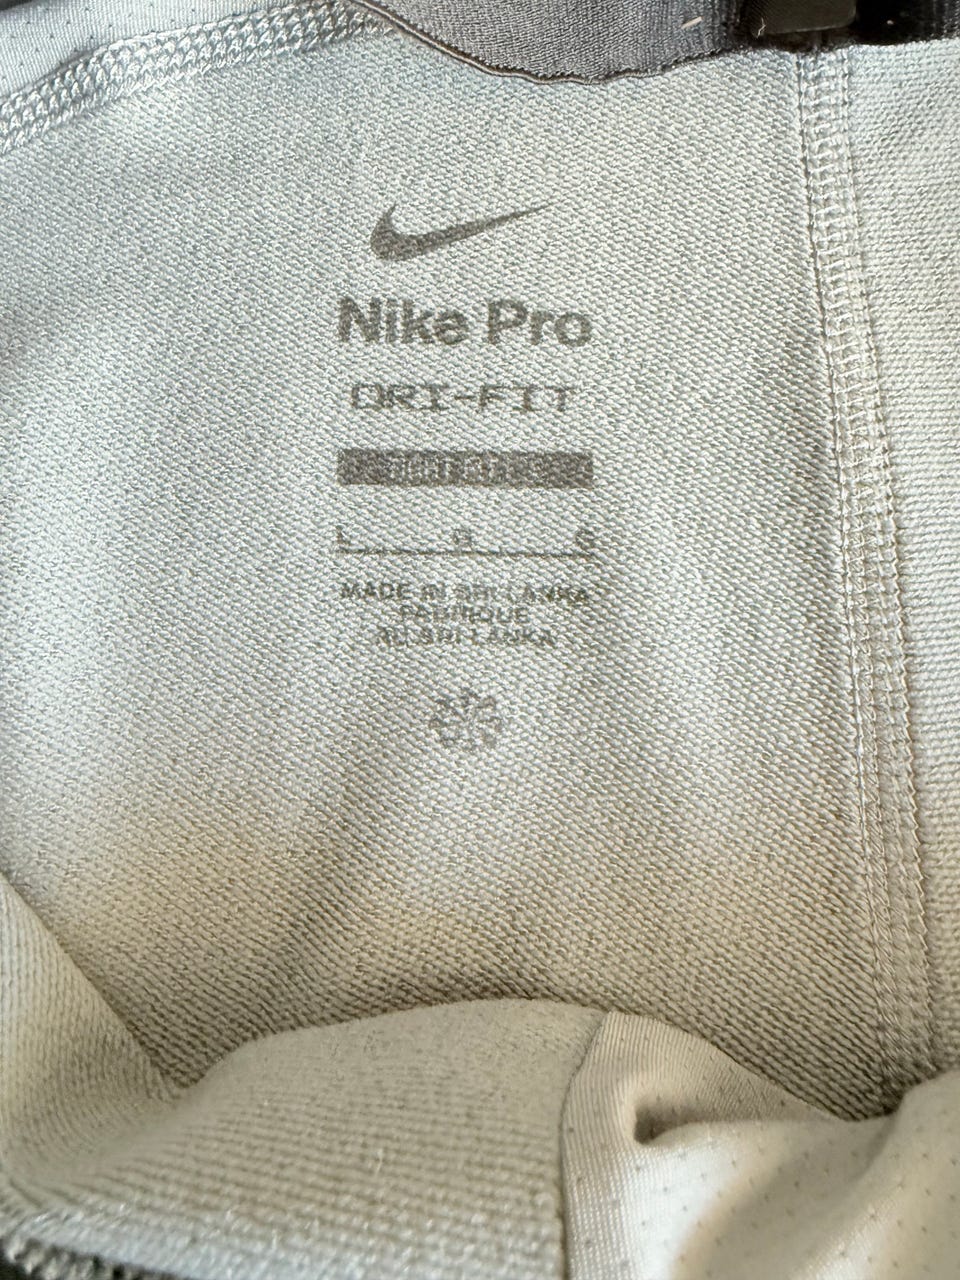 Nike Pro
DRI-FIT
L G G
MADE IN SRI LANKA
FABRIQUE
AU SRI LANKA